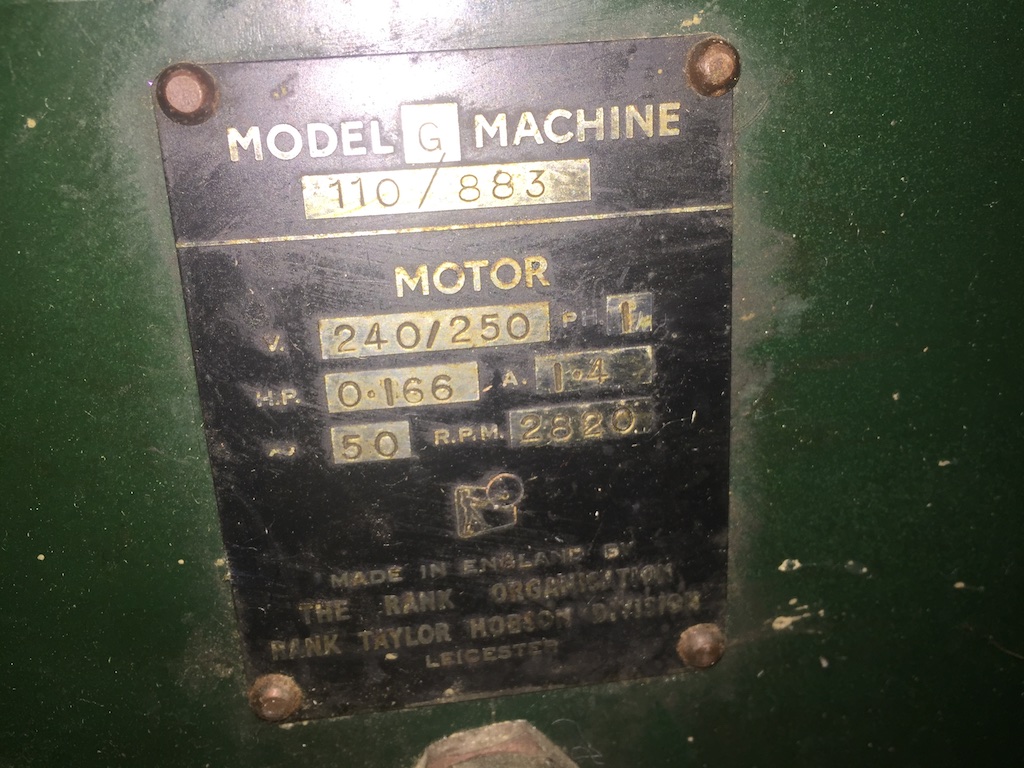 MODEL G MACHINE
110/883
MOTOR
V. 240/250 PH 1
H.P. 0.166 A. 1.4
~ 50 R.P.M. 2820
MADE IN ENGLAND BY
THE RANK ORGANISATION
RANK TAYLOR HOBSON DIVISION
LEICESTER